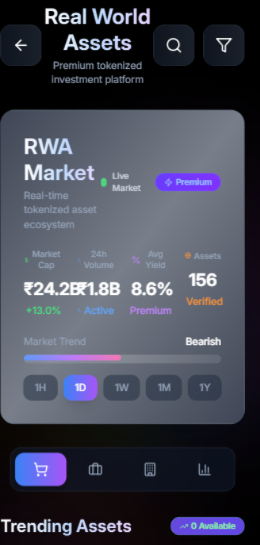 Real World
Assets
Premium tokenized
investment platform
RWA
Market
Live
Market
Premium
Real-time
tokenized asset
ecosystem
Market
Cap
24h
Volume
Avg
Yield
Assets
₹24.2B
₹1.8B
8.6%
156
+13.0%
Active
Premium
Verified
Market Trend
Bearish
1H
1D
1W
1M
1Y
Trending Assets
0 Available